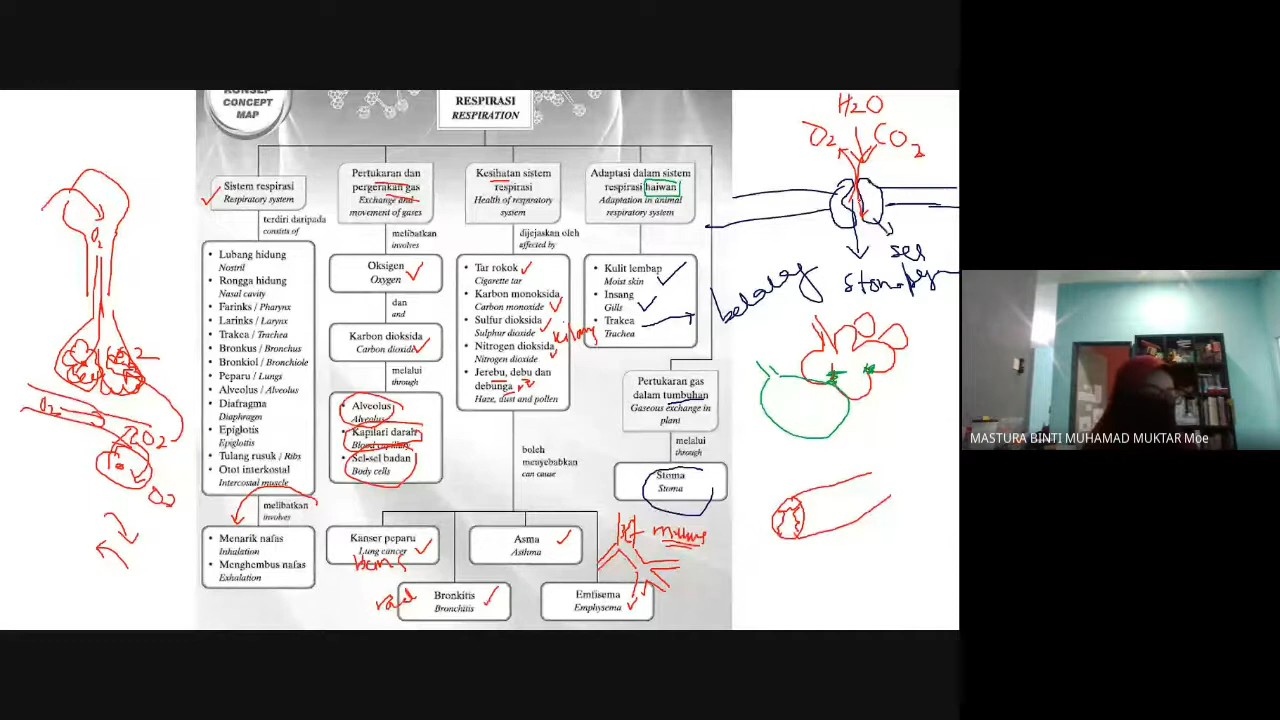 KONSEP
CONCEPT
MAP
RESPIRASI
RESPIRATION
Sistem respirasi
Respiratory system
terdiri daripada
consists of
• Lubang hidung
Nostril
• Rongga hidung
Nasal cavity
• Farinks / Pharynx
• Larinks / Larynx
• Trakea / Trachea
• Bronkus / Bronchus
• Bronkiol / Bronchiole
• Peparu / Lungs
• Alveolus / Alveolus
• Diafragma
Diaphragm
• Epiglotis
Epiglottis
• Tulang rusuk / Ribs
• Otot interkostal
Intercostal muscle
melibatkan
involves
• Menarik nafas
Inhalation
• Menghembus nafas
Exhalation
Pertukaran dan
pergerakan gas
Exchange and
movement of gases
melibatkan
involves
Oksigen
Oxygen
dan
and
Karbon dioksida
Carbon dioxide
melalui
through
• Alveolus
Alveolus
• Kapilari darah
Blood capillary
• Sel-sel badan
Body cells
Kesihatan sistem
respirasi
Health of respiratory
system
dijejaskan oleh
affected by
• Tar rokok
Cigarette tar
• Karbon monoksida
Carbon monoxide
• Sulfur dioksida
Sulphur dioxide
• Nitrogen dioksida
Nitrogen dioxide
• Jerebu, debu dan
debunga
Haze, dust and pollen
kilang
boleh
menyebabkan
can cause
Kanser peparu
Lung cancer
Asma
Asthma
Bronkitis
Bronchitis
Emfisema
Emphysema
Adaptasi dalam sistem
respirasi haiwan
Adaptation in animal
respiratory system
• Kulit lembap
Moist skin
• Insang
Gills
• Trakea
Trachea
belalang
Pertukaran gas
dalam tumbuhan
Gaseous exchange in
plant
melalui
through
Stoma
Stoma
H2O
O2
CO2
sel
O2
O2
MASTURA BINTI MUHAMAD MUKTAR Moe